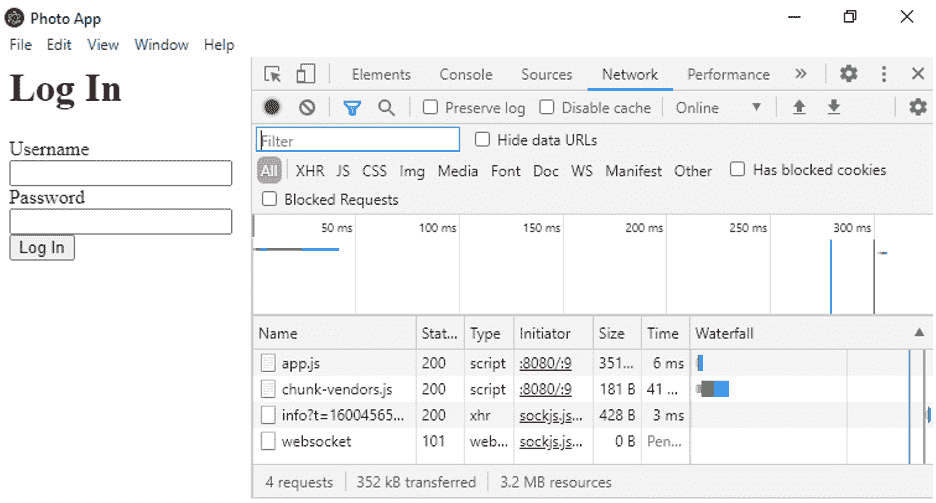 Photo App
File Edit View Window Help
Log In
Username
Password
Log In
Elements Console Sources Network Performance »
Preserve log Disable cache Online ▼
Filter Hide data URLs
All XHR JS CSS Img Media Font Doc WS Manifest Other Has blocked cookies
Blocked Requests
50 ms 100 ms 150 ms 200 ms 250 ms 300 ms
Name Stat... Type Initiator Size Time Waterfall ▲
app.js 200 script :8080/:9 351... 6 ms
chunk-vendors.js 200 script :8080/:9 181 B 41 ...
info?t=16004565... 200 xhr sockjs.js... 428 B 3 ms
websocket 101 web... sockjs.js... 0 B Pen...
4 requests 352 kB transferred 3.2 MB resources